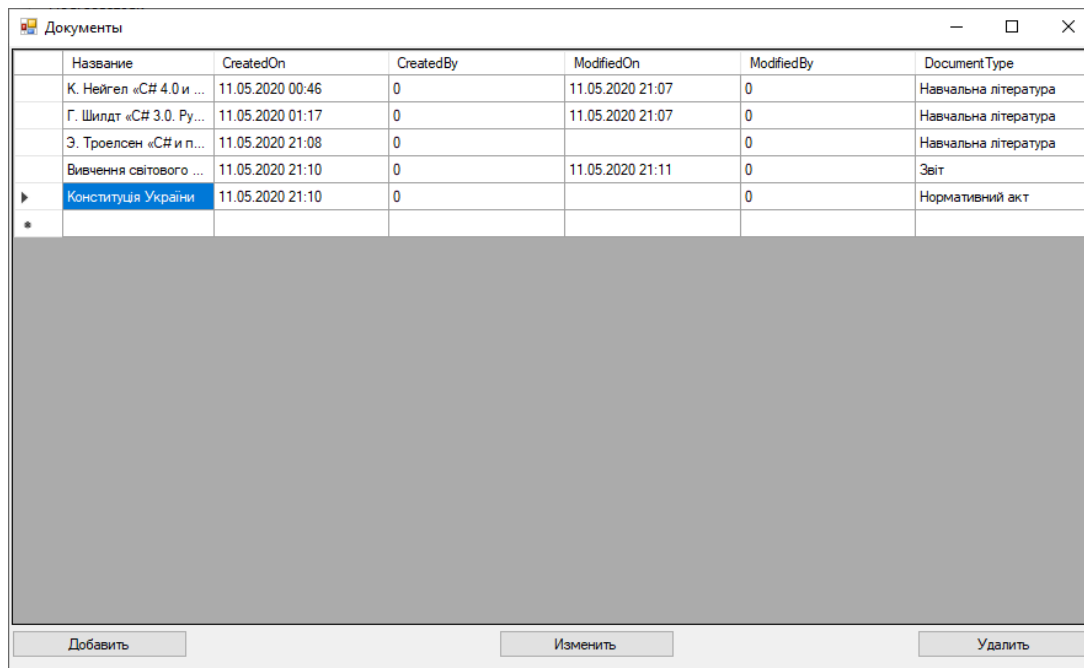 Документы
Название CreatedOn CreatedBy ModifiedOn ModifiedBy DocumentType
К. Нейгел «C# 4.0 и ... 11.05.2020 00:46 0 11.05.2020 21:07 0 Навчальна література
Г. Шилдт «C# 3.0. Ру... 11.05.2020 01:17 0 11.05.2020 21:07 0 Навчальна література
Э. Троелсен «C# и п... 11.05.2020 21:08 0 0 Навчальна література
Вивчення світового ... 11.05.2020 21:10 0 11.05.2020 21:11 0 Звіт
Конституція України 11.05.2020 21:10 0 0 Нормативний акт
Добавить Изменить Удалить